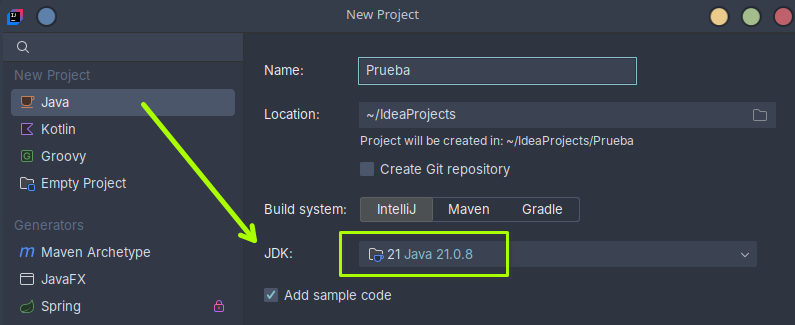 New Project
New Project
Java
Kotlin
Groovy
Empty Project
Generators
Maven Archetype
JavaFX
Spring
Name: Prueba
Location: ~/IdeaProjects
Project will be created in: ~/IdeaProjects/Prueba
Create Git repository
Build system: IntelliJ Maven Gradle
JDK: 21 Java 21.0.8
Add sample code